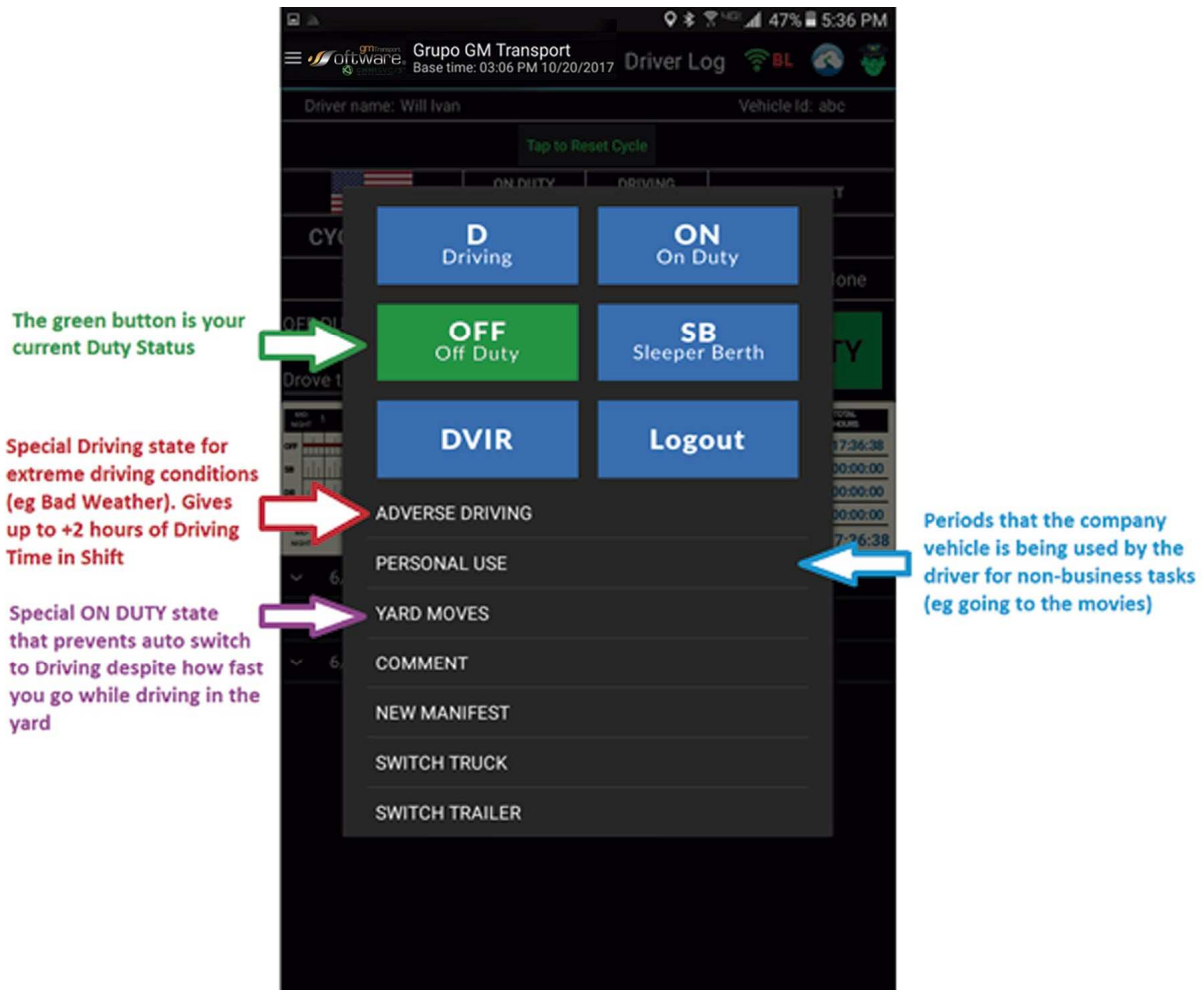 47% 5:36 PM
gmTransport
Software.
Grupo GM Transport
Base time: 03:06 PM 10/20/2017
Driver Log
BL
Driver name: Will Ivan
Vehicle Id: abc
Tap to Reset Cycle
ON DUTY
DRIVING
D
Driving
ON
On Duty
OFF
Off Duty
SB
Sleeper Berth
DVIR
Logout
ADVERSE DRIVING
PERSONAL USE
YARD MOVES
COMMENT
NEW MANIFEST
SWITCH TRUCK
SWITCH TRAILER
Drove t
TOTAL
HOURS
17:36:38
00:00:00
00:00:00
00:00:00
The green button is your
current Duty Status
Special Driving state for
extreme driving conditions
(eg Bad Weather). Gives
up to +2 hours of Driving
Time in Shift
Special ON DUTY state
that prevents auto switch
to Driving despite how fast
you go while driving in the
yard
Periods that the company
vehicle is being used by the
driver for non-business tasks
(eg going to the movies)